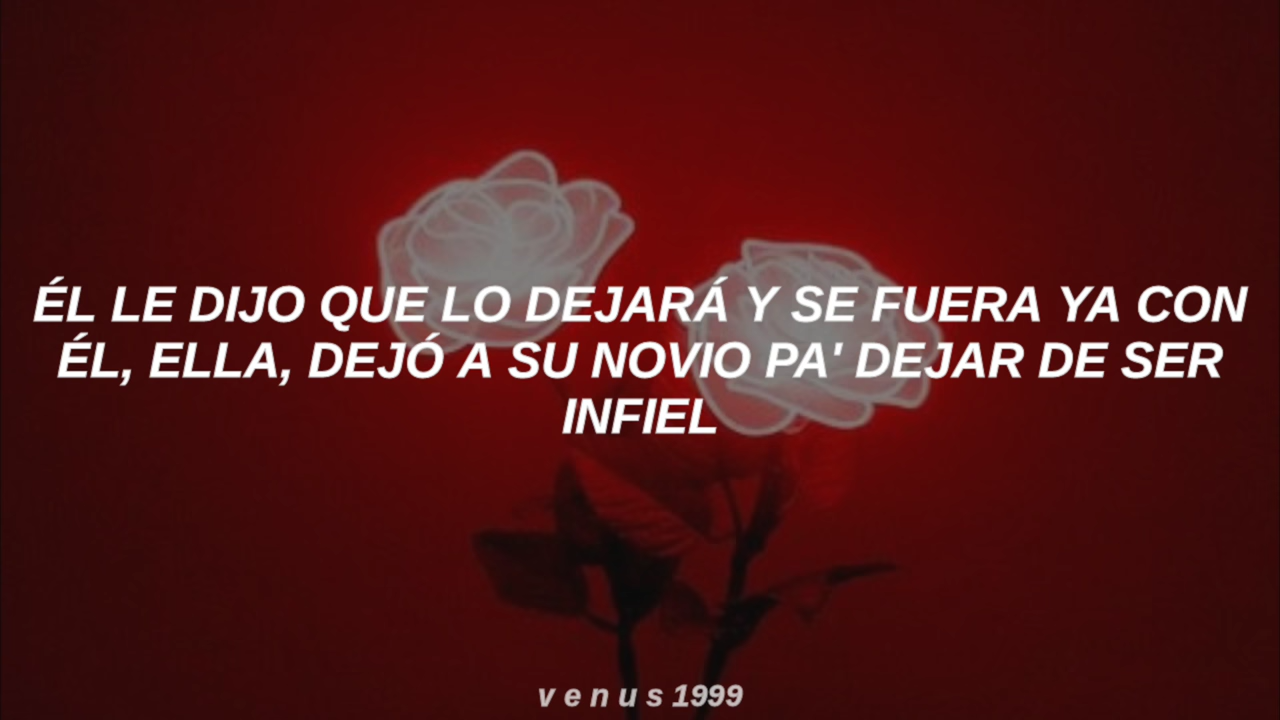 ÉL LE DIJO QUE LO DEJARÁ Y SE FUERA YA CON
ÉL, ELLA, DEJÓ A SU NOVIO PA' DEJAR DE SER
INFIEL
v e n u s 1999